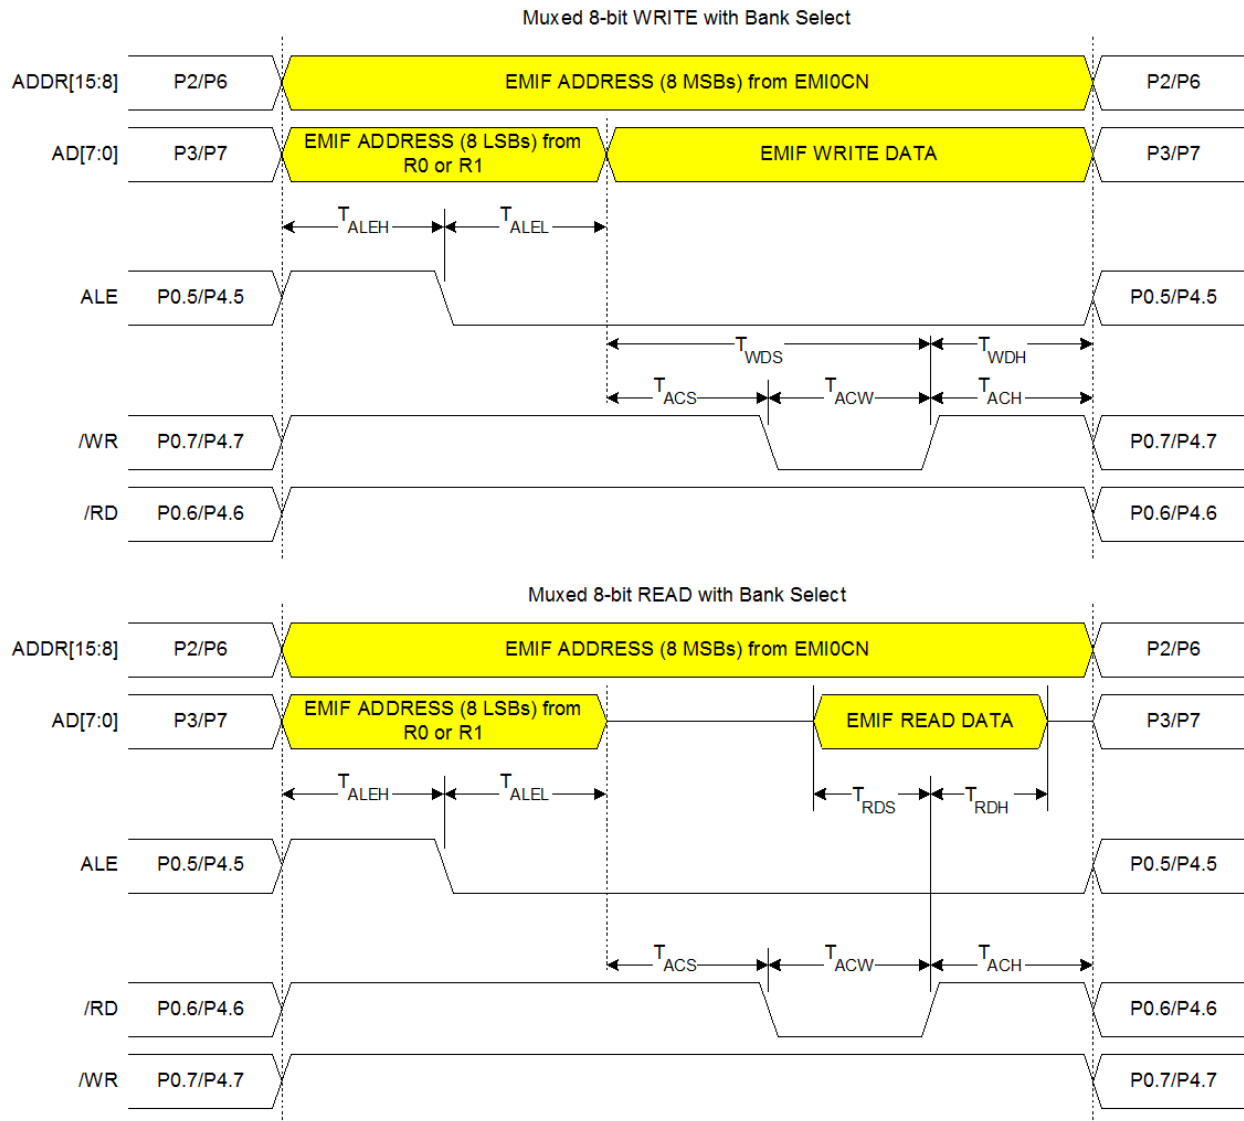 Muxed 8-bit WRITE with Bank Select
ADDR[15:8] P2/P6 EMIF ADDRESS (8 MSBs) from EMI0CN P2/P6
AD[7:0] P3/P7 EMIF ADDRESS (8 LSBs) from EMIF WRITE DATA P3/P7
R0 or R1
TALEH TALEL
ALE P0.5/P4.5 P0.5/P4.5
TWDS TWDH
TACS TACW TACH
/WR P0.7/P4.7 P0.7/P4.7
/RD P0.6/P4.6 P0.6/P4.6
Muxed 8-bit READ with Bank Select
ADDR[15:8] P2/P6 EMIF ADDRESS (8 MSBs) from EMI0CN P2/P6
AD[7:0] P3/P7 EMIF ADDRESS (8 LSBs) from EMIF READ DATA P3/P7
R0 or R1
TALEH TALEL TRDS TRDH
ALE P0.5/P4.5 P0.5/P4.5
TACS TACW TACH
/RD P0.6/P4.6 P0.6/P4.6
/WR P0.7/P4.7 P0.7/P4.7